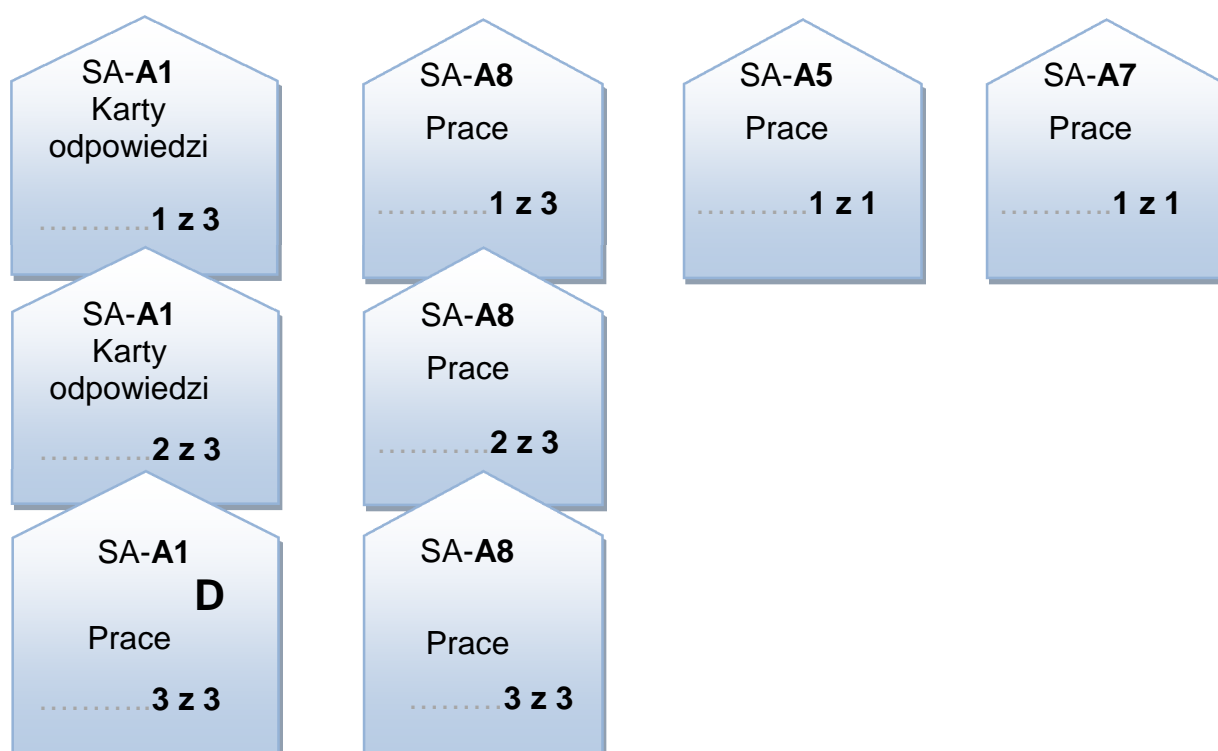 SA-A1
Karty
odpowiedzi
...........1 z 3
SA-A8
Prace
...........1 z 3
SA-A5
Prace
...........1 z 1
SA-A7
Prace
...........1 z 1
SA-A1
Karty
odpowiedzi
...........2 z 3
SA-A8
Prace
...........2 z 3
SA-A1
D
Prace
...........3 z 3
SA-A8
Prace
.........3 z 3